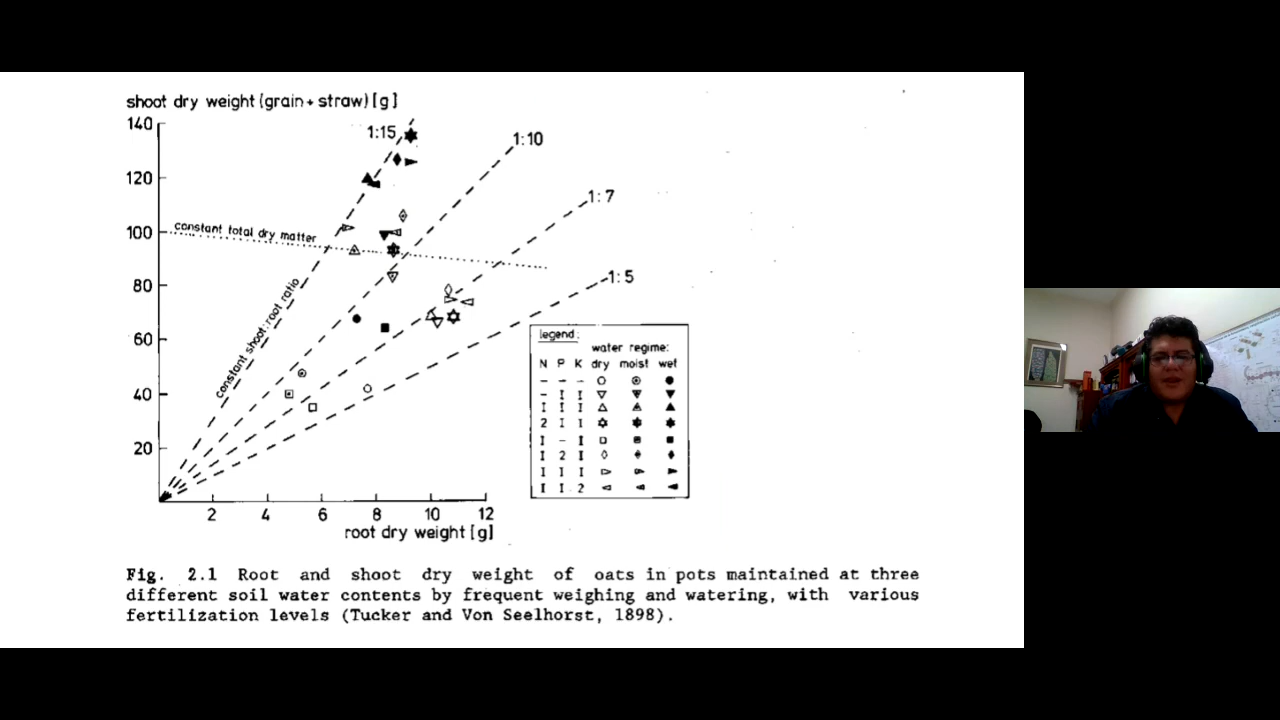 shoot dry weight (grain + straw) [g]
140
120
100
80
60
40
20
1:15
1:10
1:7
1:5
constant total dry matter
constant shoot:root ratio
2 4 6 8 10 12
root dry weight [g]
legend:
water regime:
N P K dry moist wet
- - -
- I I
I I I
2 I I
I - I
I 2 I
I I I
I I 2
Fig. 2.1 Root and shoot dry weight of oats in pots maintained at three
different soil water contents by frequent weighing and watering, with various
fertilization levels (Tucker and Von Seelhorst, 1898).